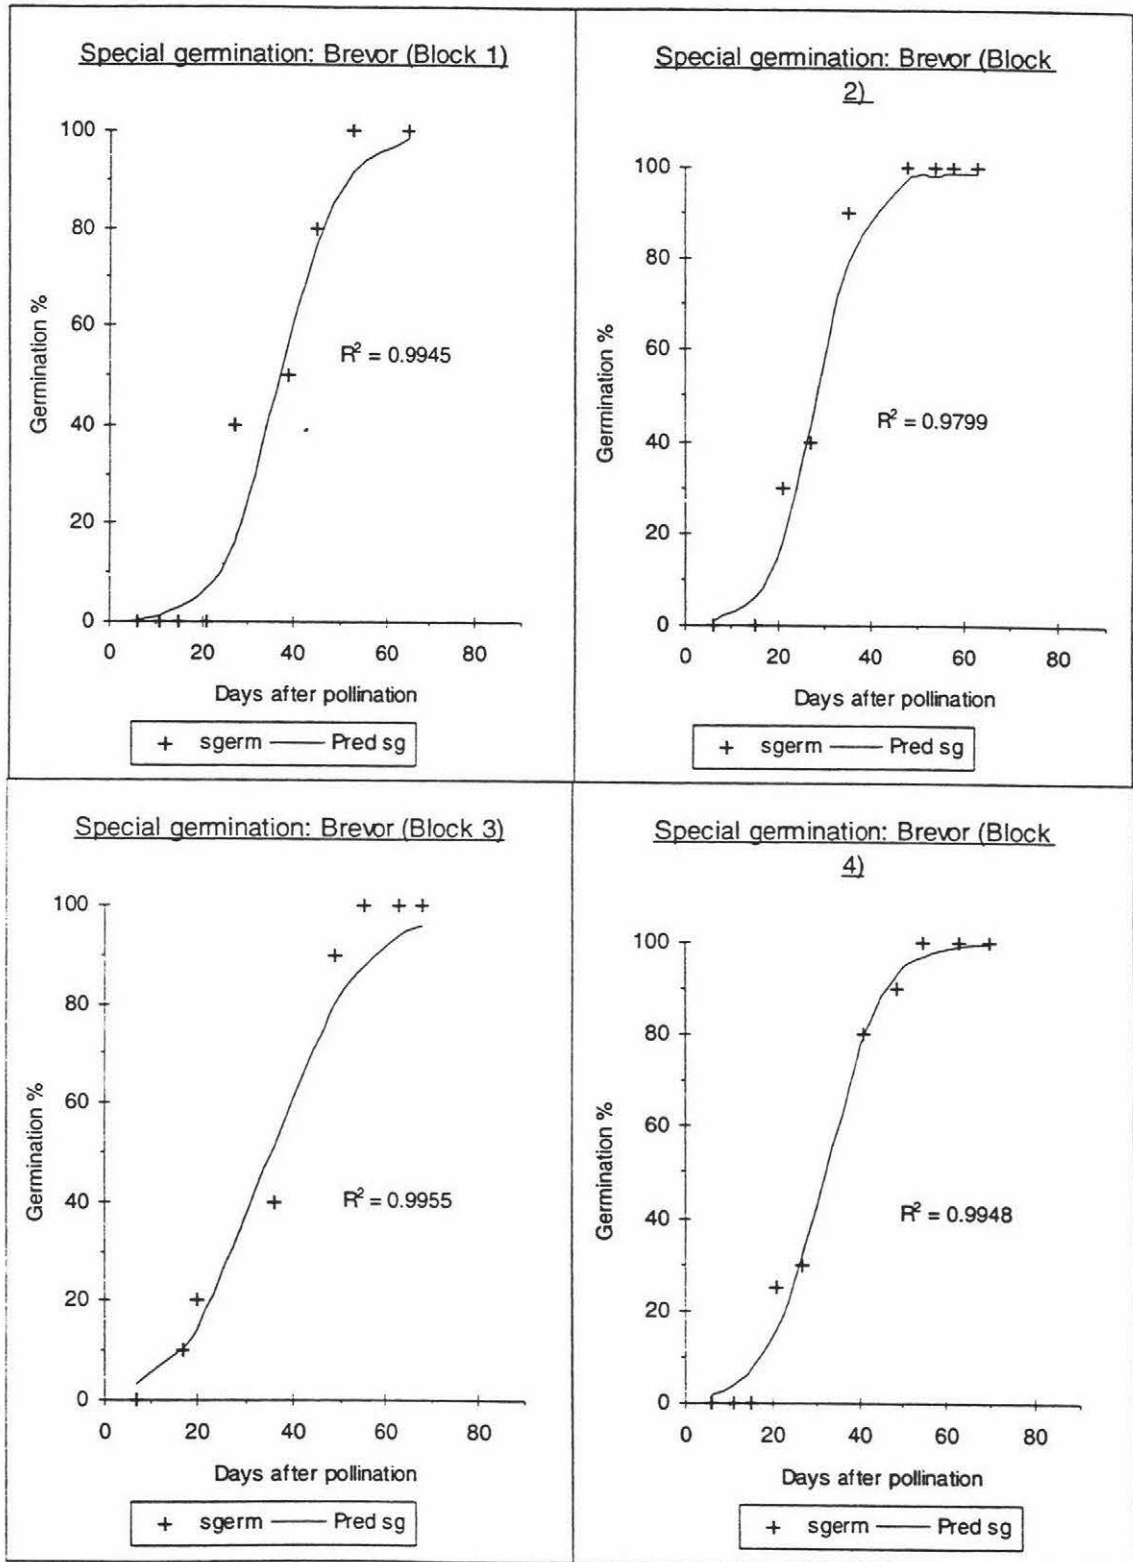 Special germination: Brevor (Block 1)
100
80
60
40
20
0
Germination %
R² = 0.9945
0 20 40 60 80
Days after pollination
+ sgerm — Pred sg
Special germination: Brevor (Block
2)
100
80
60
40
20
0
Germination %
R² = 0.9799
0 20 40 60 80
Days after pollination
+ sgerm — Pred sg
Special germination: Brevor (Block 3)
100
80
60
40
20
0
Germination %
R² = 0.9955
0 20 40 60 80
Days after pollination
+ sgerm — Pred sg
Special germination: Brevor (Block
4)
100
80
60
40
20
0
Germination %
R² = 0.9948
0 20 40 60 80
Days after pollination
+ sgerm — Pred sg